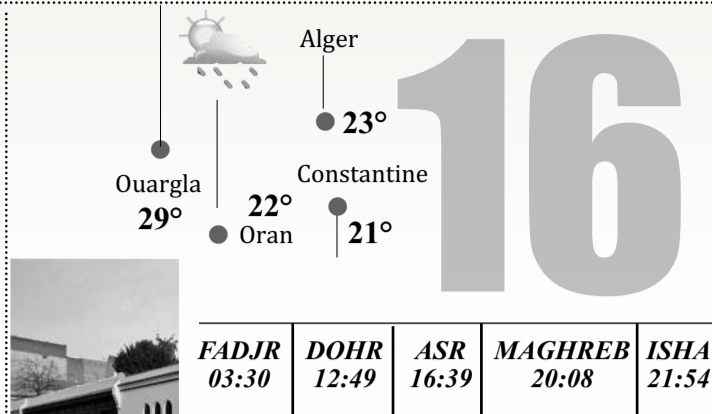 Alger
23°
16
Ouargla
29°
Constantine
21°
22°
Oran
FADJR DOHR ASR MAGHREB ISHA
03:30 12:49 16:39 20:08 21:54